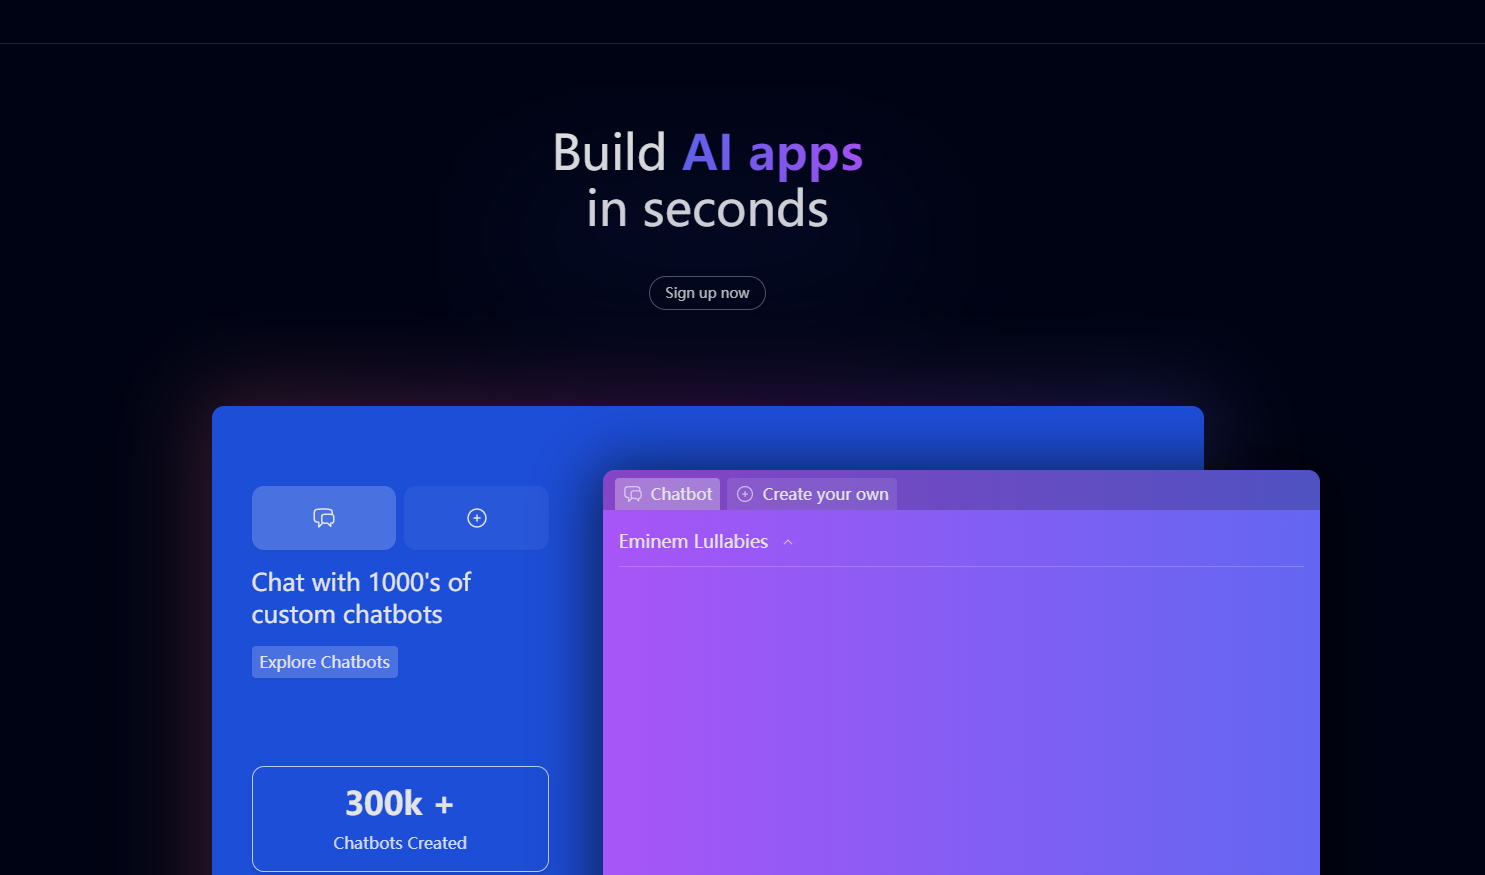 Build AI apps
in seconds
Sign up now
Chatbot
Create your own
Eminem Lullabies
Chat with 1000's of
custom chatbots
Explore Chatbots
300k +
Chatbots Created